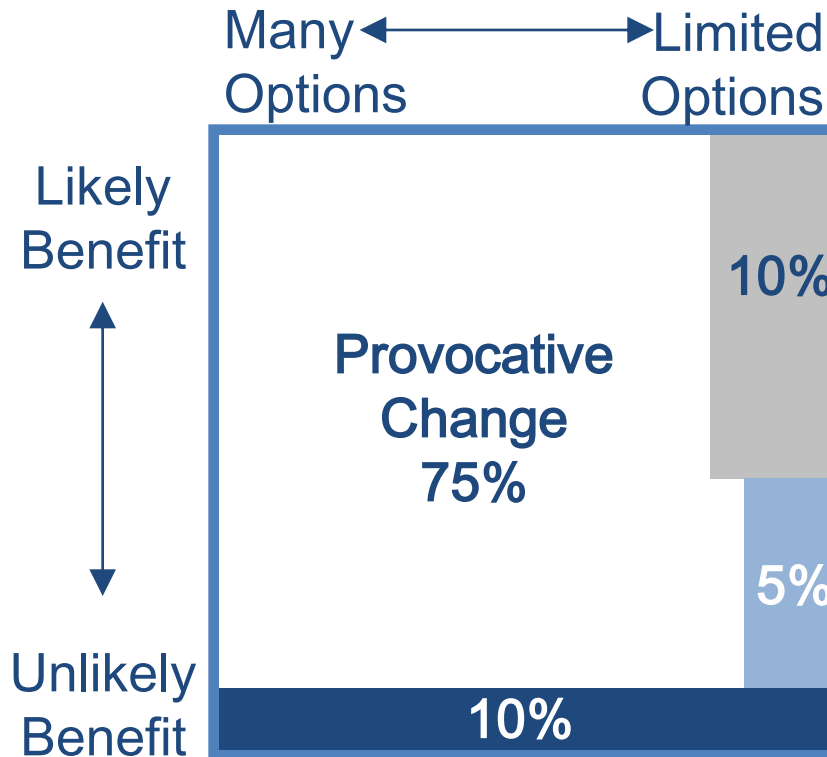 Many
Options
Limited
Options
Likely
Benefit
10%
Provocative
Change
75%
5%
Unlikely
Benefit
10%